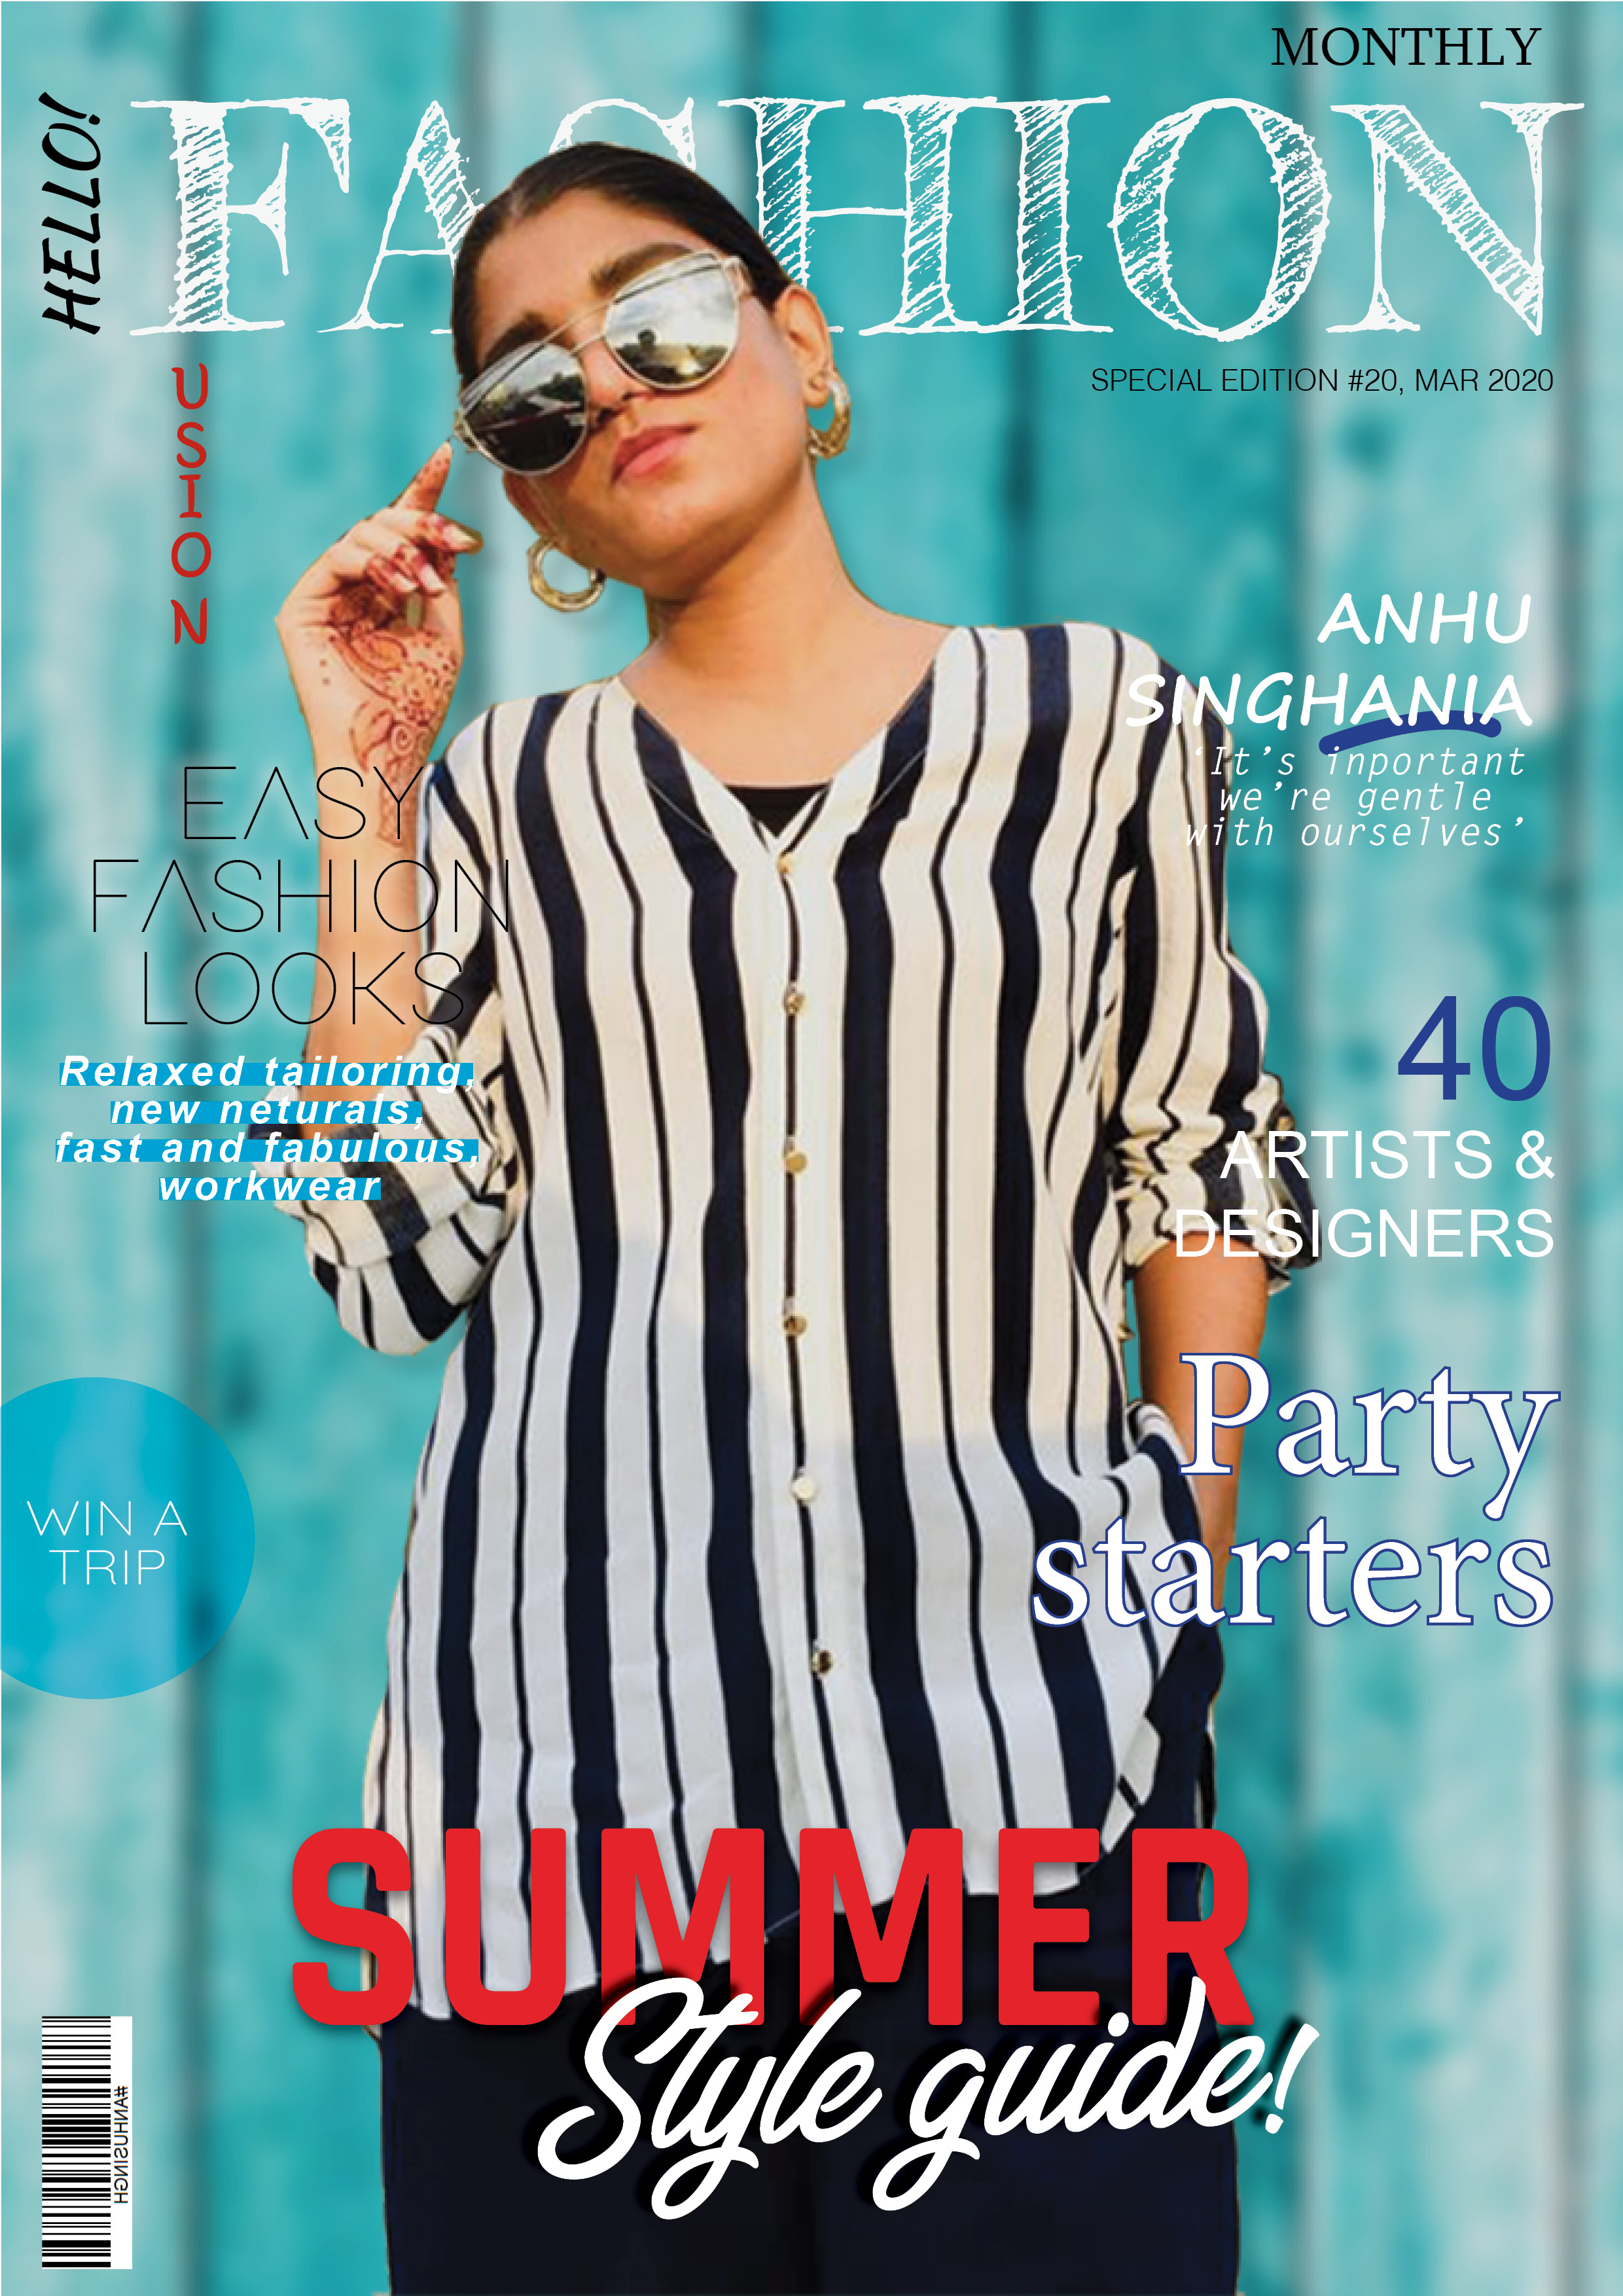 MONTHLY
HELLO!
FASHION
USION
SPECIAL EDITION #20, MAR 2020
ANHU
SINGHANIA
‘It’s inportant
we’re gentle
with ourselves’
EASY
FASHION
LOOKS
Relaxed tailoring,
new neturals,
fast and fabulous,
workwear
40
ARTISTS &
DESIGNERS
Party
starters
WIN A
TRIP
SUMMER
Style guide!
#ANHUSINGH